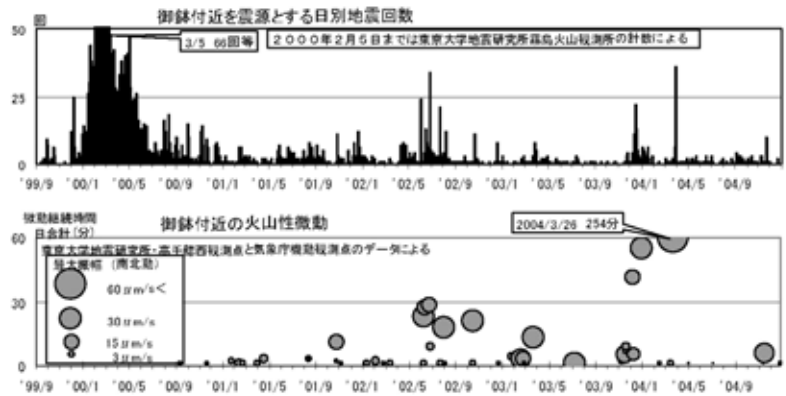 御鉢付近を震源とする日別地震回数
回
50
3/5 66回等
2000年2月6日までは東京大学地震研究所霧島火山観測所の計数による
25
0
'99/9 '00/1 '00/5 '00/9 '01/1 '01/5 '01/9 '02/1 '02/5 '02/9 '03/1 '03/5 '03/9 '04/1 '04/5 '04/9
微動継続時間
日合計(分)
御鉢付近の火山性微動
2004/3/26 254分
60
東京大学地震研究所・高千穂西観測点と気象庁機動観測点のデータによる
最大振幅 (南北動)
60μm/s<
30
30μm/s
15μm/s
3μm/s
0
'99/9 '00/1 '00/5 '00/9 '01/1 '01/5 '01/9 '02/1 '02/5 '02/9 '03/1 '03/5 '03/9 '04/1 '04/5 '04/9